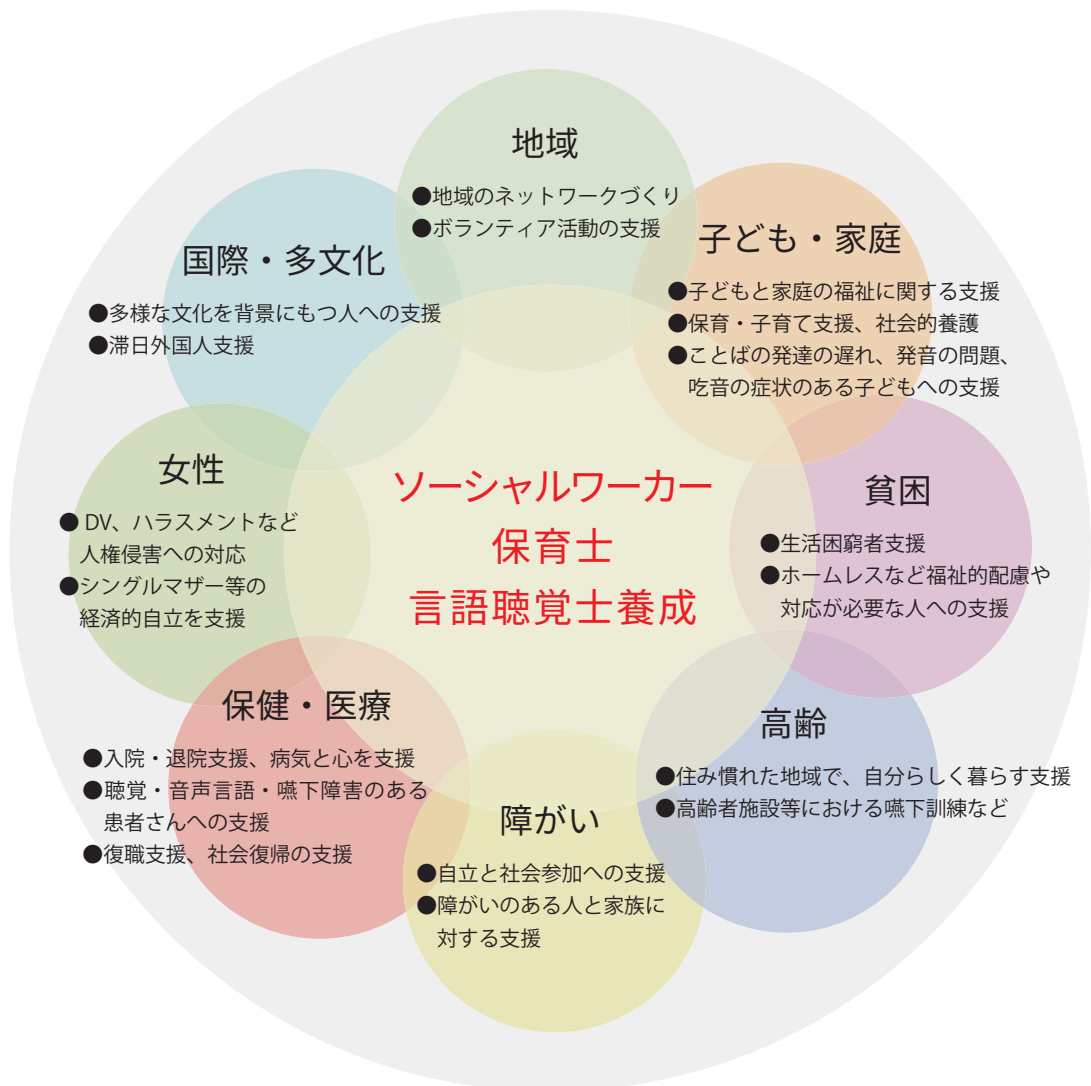 地域
●地域のネットワークづくり
●ボランティア活動の支援
子ども・家庭
●子どもと家庭の福祉に関する支援
●保育・子育て支援、社会的養護
●ことばの発達の遅れ、発音の問題、
吃音の症状のある子どもへの支援
国際・多文化
●多様な文化を背景にもつ人への支援
●滞日外国人支援
女性
● DV、ハラスメントなど
人権侵害への対応
●シングルマザー等の
経済的自立を支援
ソーシャルワーカー
保育士
言語聴覚士養成
貧困
●生活困窮者支援
●ホームレスなど福祉的配慮や
対応が必要な人への支援
保健・医療
●入院・退院支援、病気と心を支援
●聴覚・音声言語・嚥下障害のある
患者さんへの支援
●復職支援、社会復帰の支援
高齢
●住み慣れた地域で、自分らしく暮らす支援
●高齢者施設等における嚥下訓練など
障がい
●自立と社会参加への支援
●障がいのある人と家族に
対する支援